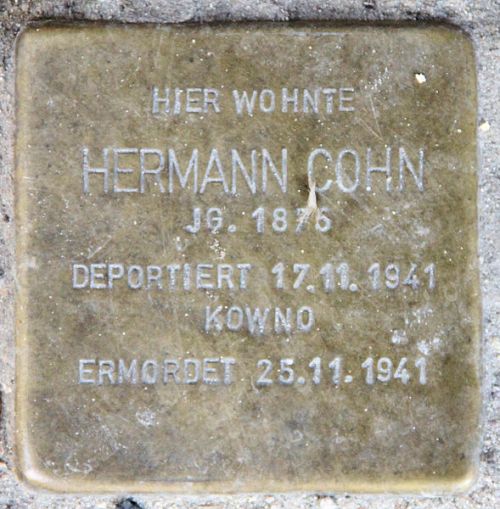 HIER WOHNTE
HERMANN COHN
JG. 1876
DEPORTIERT 17.11.1941
KOWNO
ERMORDET 25.11.1941